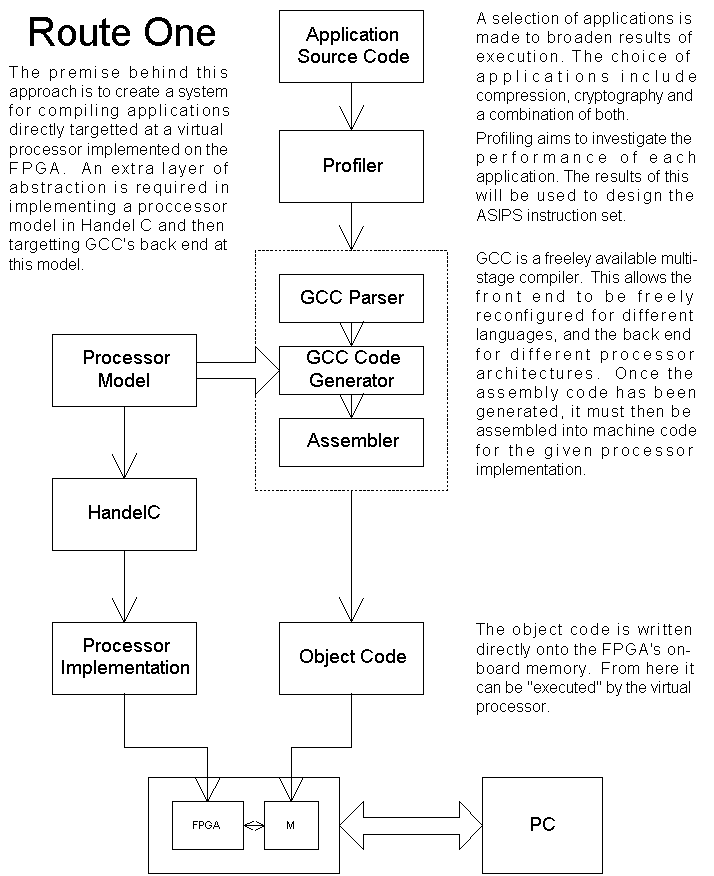 Route One
The premise behind this
approach is to create a system
for compiling applications
directly targetted at a virtual
processor implemented on the
FPGA. An extra layer of
abstraction is required in
implementing a proccessor
model in Handel C and then
targetting GCC's back end at
this model.
Application
Source Code
A selection of applications is
made to broaden results of
execution. The choice of
applications include
compression, cryptography and
a combination of both.
Profiler
Profiling aims to investigate the
performance of each
application. The results of this
will be used to design the
ASIPS instruction set.
GCC Parser
GCC Code
Generator
Assembler
GCC is a freeley available multi-
stage compiler. This allows the
front end to be freely
reconfigured for different
languages, and the back end
for different processor
architectures. Once the
assembly code has been
generated, it must then be
assembled into machine code
for the given processor
implementation.
Processor
Model
HandelC
Processor
Implementation
Object Code
The object code is written
directly onto the FPGA's on-
board memory. From here it
can be "executed" by the virtual
processor.
FPGA
M
PC